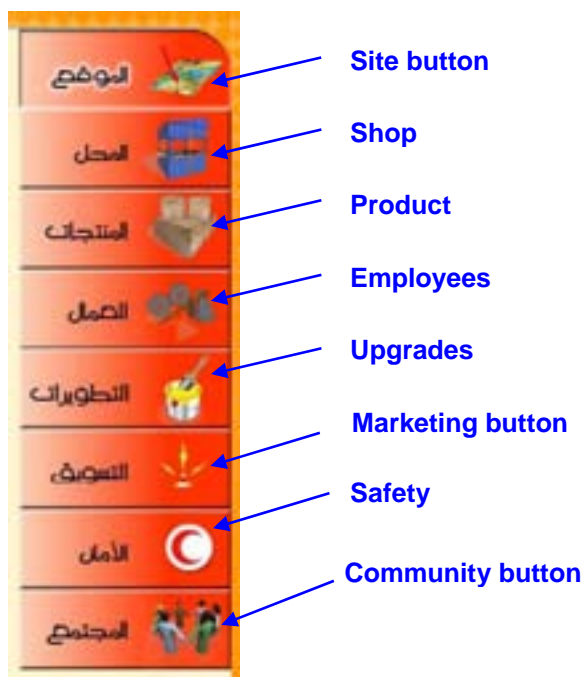 الموقع
Site button
المحل
Shop
المنتجات
Product
العمال
Employees
التطويرات
Upgrades
التسويق
Marketing button
الأمان
Safety
المجتمع
Community button